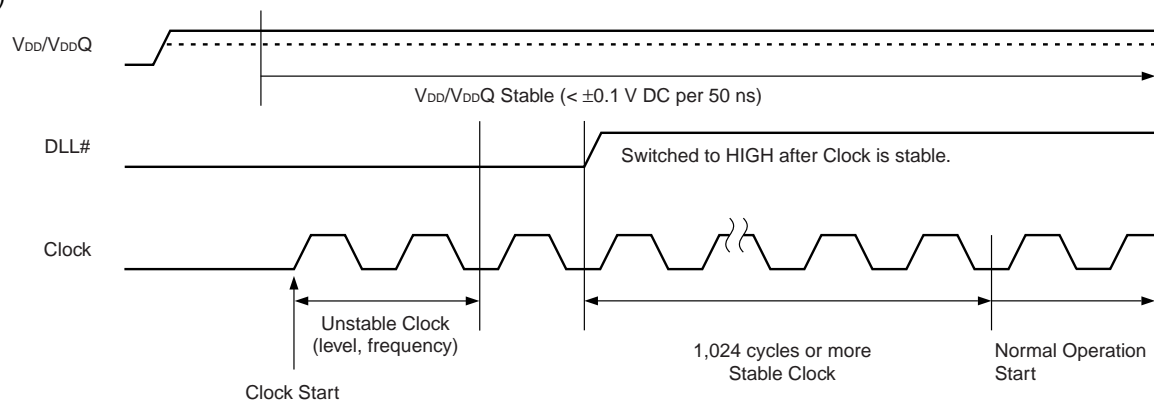 )
VDD/VDDQ
VDD/VDDQ Stable (< ±0.1 V DC per 50 ns)
DLL#
Switched to HIGH after Clock is stable.
Clock
Unstable Clock
(level, frequency)
1,024 cycles or more
Stable Clock
Normal Operation
Start
Clock Start